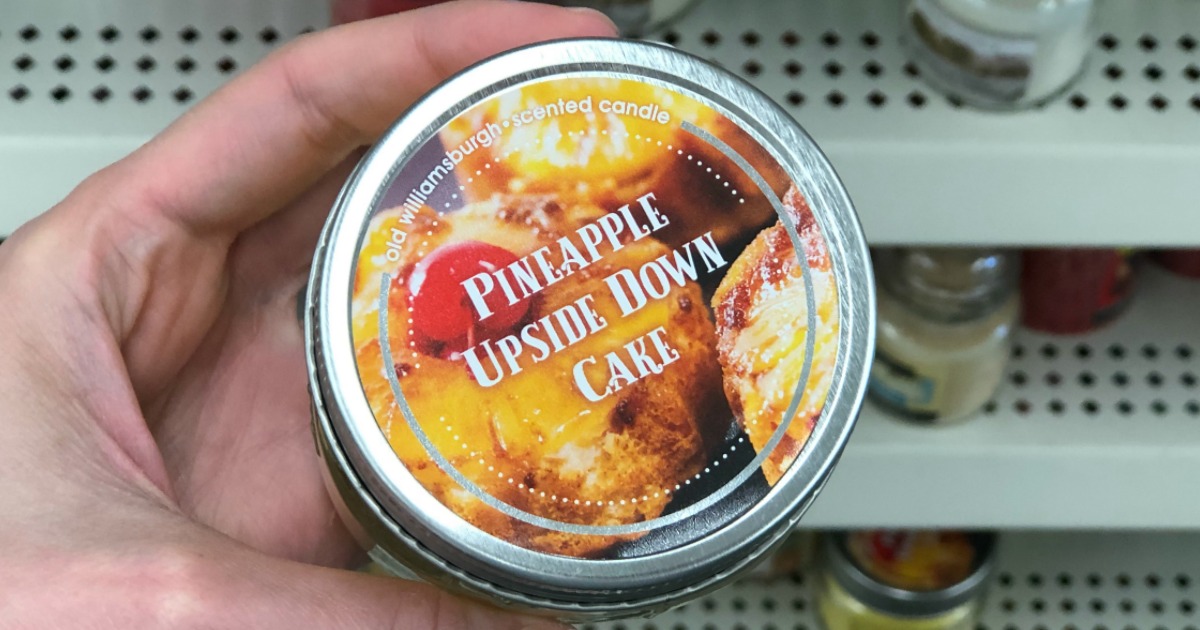 old williamsburgh • scented candle
PINEAPPLE
UPSIDE DOWN
CAKE